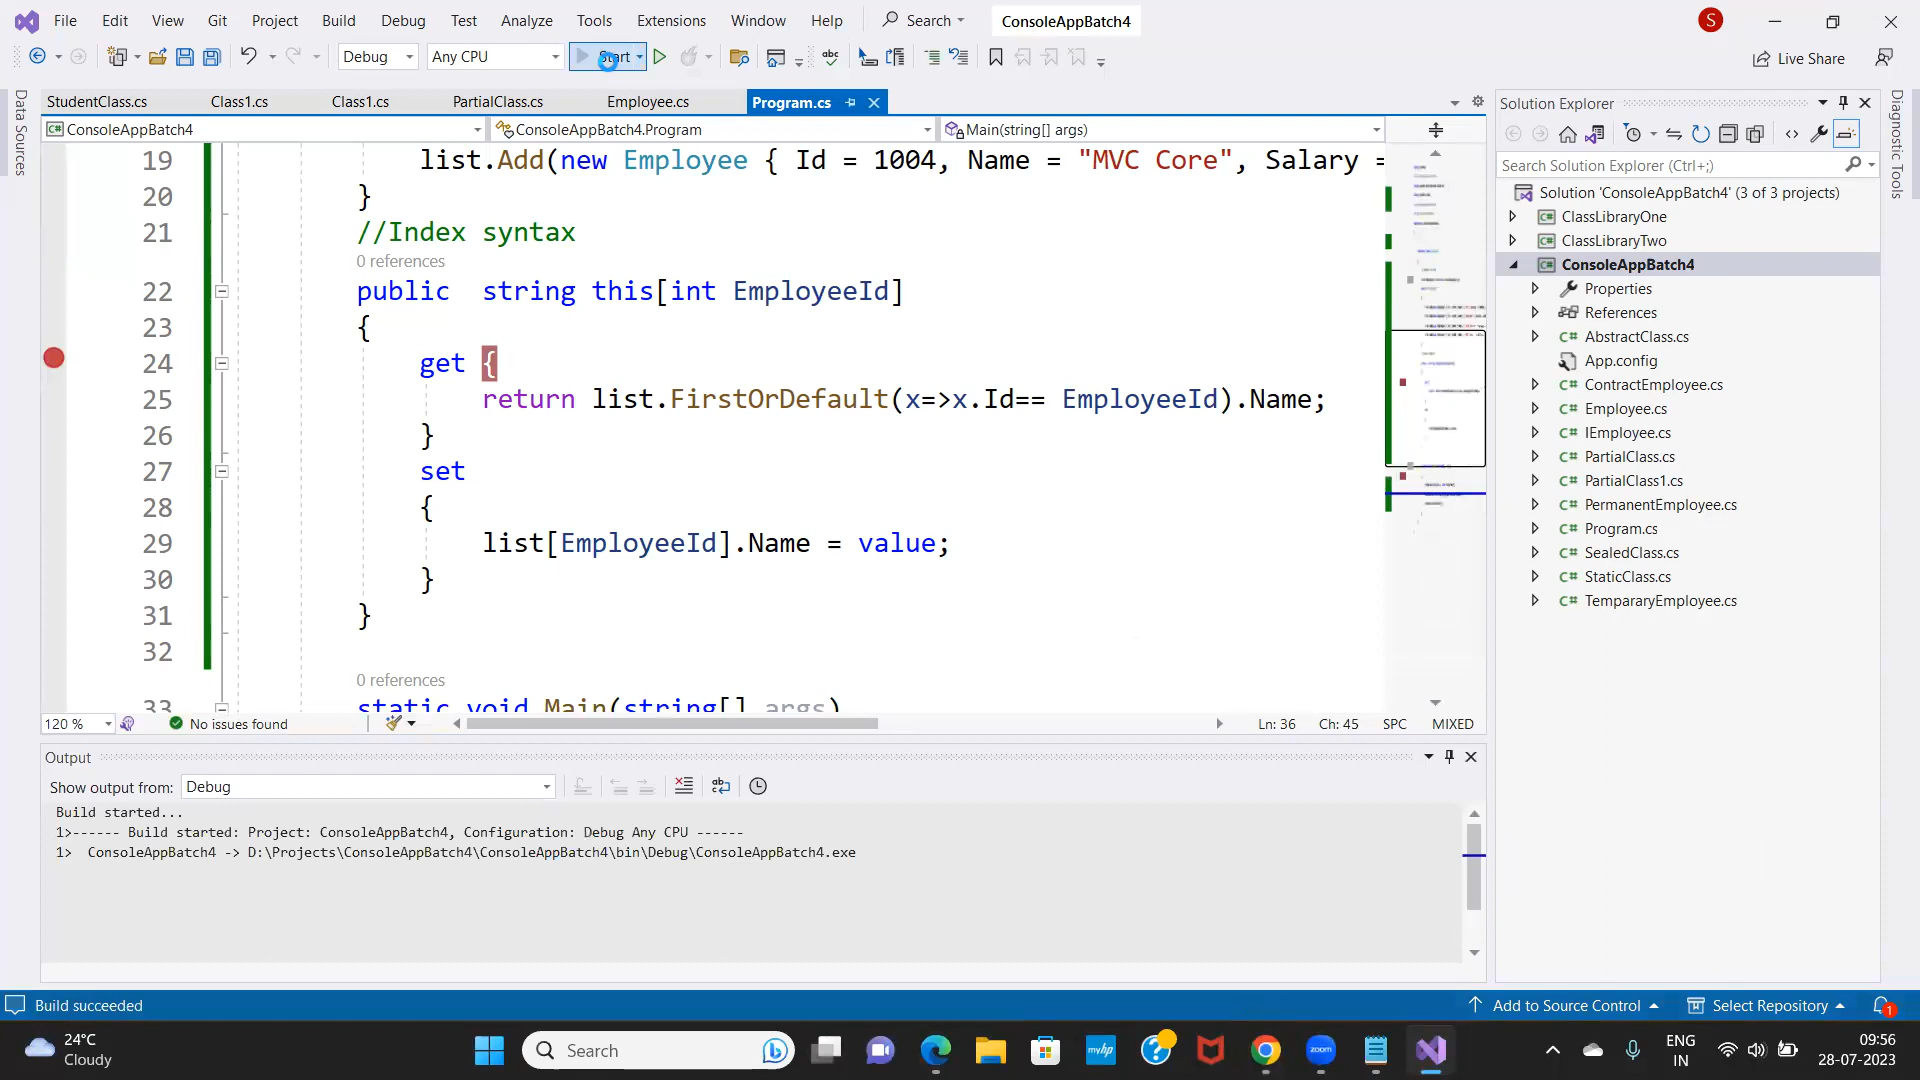 File Edit View Git Project Build Debug Test Analyze Tools Extensions Window Help Search ConsoleAppBatch4 S
Debug Any CPU Start Live Share
StudentClass.cs Class1.cs Class1.cs PartialClass.cs Employee.cs Program.cs
ConsoleAppBatch4 ConsoleAppBatch4.Program Main(string[] args)
Data Sources
19 list.Add(new Employee { Id = 1004, Name = "MVC Core", Salary =
20 }
21 //Index syntax
0 references
22 public string this[int EmployeeId]
23 {
24 get {
25 return list.FirstOrDefault(x=>x.Id== EmployeeId).Name;
26 }
27 set
28 {
29 list[EmployeeId].Name = value;
30 }
31 }
32
0 references
33 static void Main(string[] args)
120 % No issues found Ln: 36 Ch: 45 SPC MIXED
Output
Show output from: Debug
Build started...
1>------ Build started: Project: ConsoleAppBatch4, Configuration: Debug Any CPU ------
1> ConsoleAppBatch4 -> D:\Projects\ConsoleAppBatch4\ConsoleAppBatch4\bin\Debug\ConsoleAppBatch4.exe
Solution Explorer
Search Solution Explorer (Ctrl+;)
Solution 'ConsoleAppBatch4' (3 of 3 projects)
ClassLibraryOne
ClassLibraryTwo
ConsoleAppBatch4
Properties
References
AbstractClass.cs
App.config
ContractEmployee.cs
Employee.cs
IEmployee.cs
PartialClass.cs
PartialClass1.cs
PermanentEmployee.cs
Program.cs
SealedClass.cs
StaticClass.cs
TempararyEmployee.cs
Diagnostic Tools
Build succeeded Add to Source Control Select Repository 1
24°C
Cloudy
Search
myhp
zoom
ENG
IN
09:56
28-07-2023